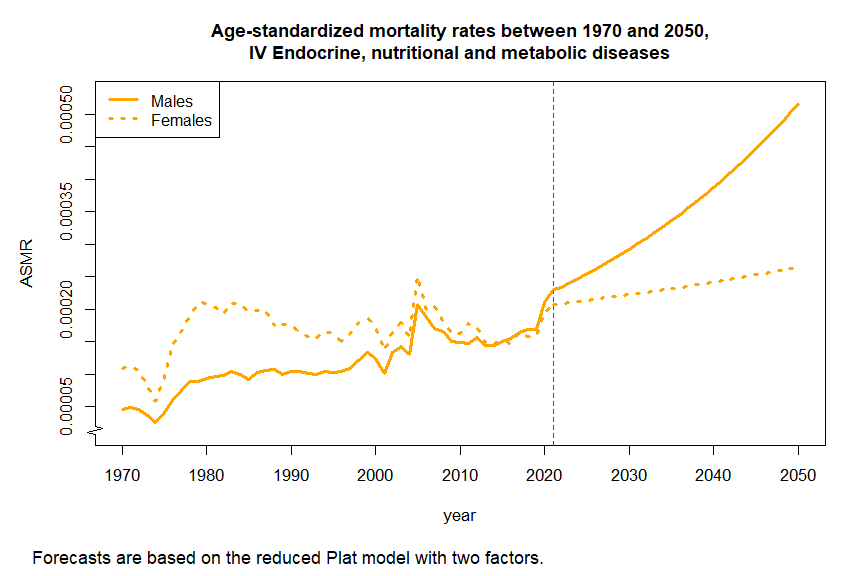 Age-standardized mortality rates between 1970 and 2050,
IV Endocrine, nutritional and metabolic diseases
Males
Females
0.00050
0.00035
0.00020
0.00005
ASMR
1970 1980 1990 2000 2010 2020 2030 2040 2050
year
Forecasts are based on the reduced Plat model with two factors.